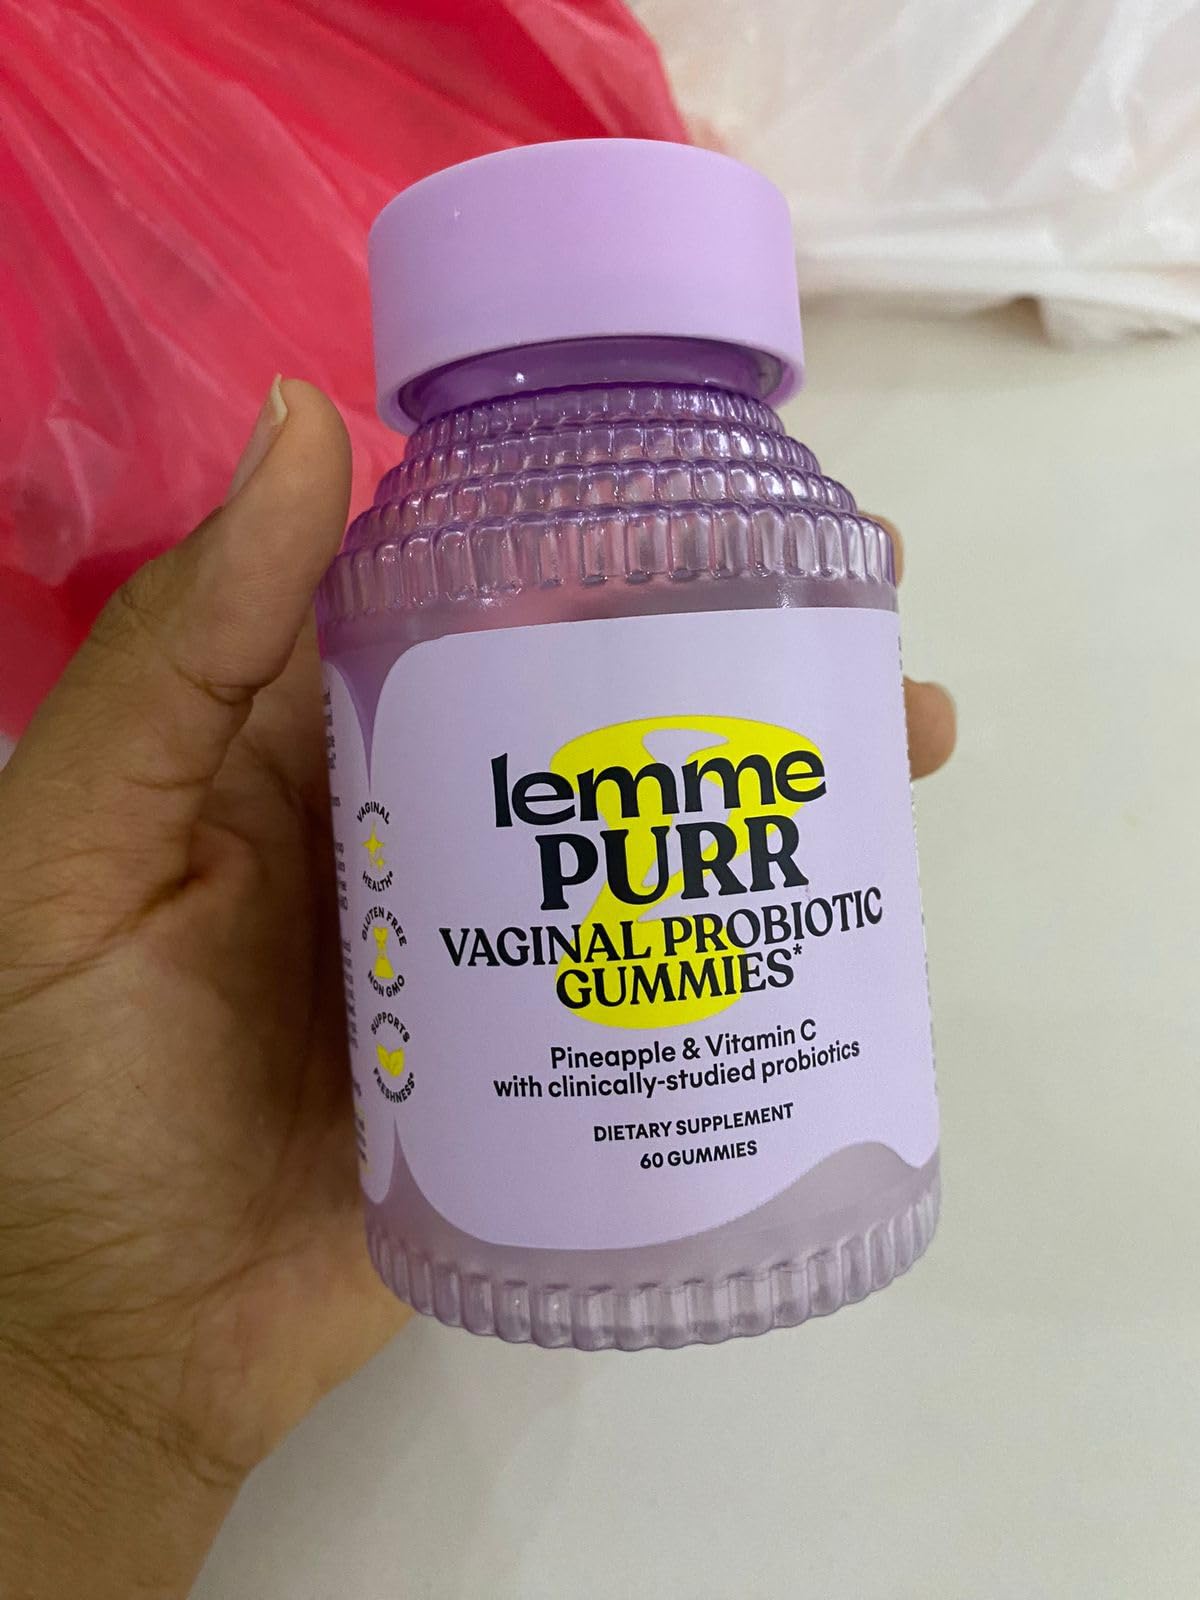 lemme
PURR
VAGINAL PROBIOTIC
GUMMIES*
Pineapple & Vitamin C
with clinically-studied probiotics
DIETARY SUPPLEMENT
60 GUMMIES
VAGINAL
HEALTH*
GLUTEN FREE
NON GMO
SUPPORTS
FRESHNESS*